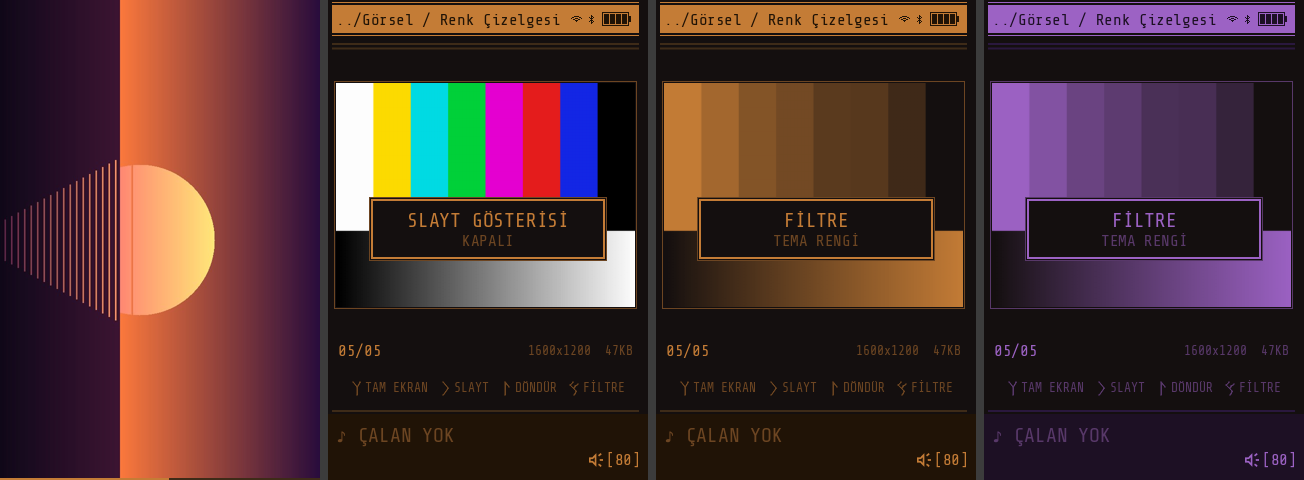 ../Görsel / Renk Çizelgesi
SLAYT GÖSTERİSİ
KAPALI
05/05 1600x1200 47KB
TAM EKRAN SLAYT DÖNDÜR FİLTRE
♪ ÇALAN YOK
[80]
../Görsel / Renk Çizelgesi
FİLTRE
TEMA RENGİ
05/05 1600x1200 47KB
TAM EKRAN SLAYT DÖNDÜR FİLTRE
♪ ÇALAN YOK
[80]
../Görsel / Renk Çizelgesi
FİLTRE
TEMA RENGİ
05/05 1600x1200 47KB
TAM EKRAN SLAYT DÖNDÜR FİLTRE
♪ ÇALAN YOK
[80]